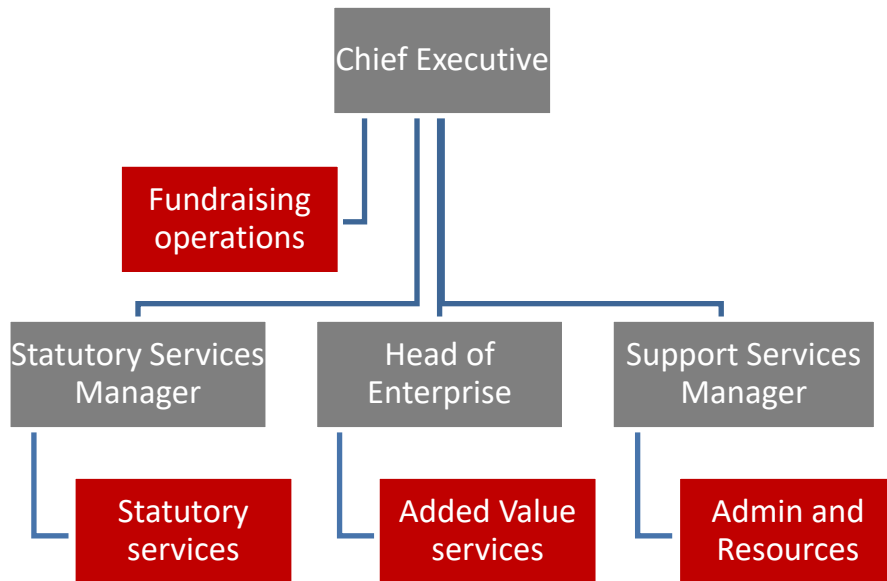 Chief Executive
Fundraising
operations
Statutory Services
Manager
Head of
Enterprise
Support Services
Manager
Statutory
services
Added Value
services
Admin and
Resources